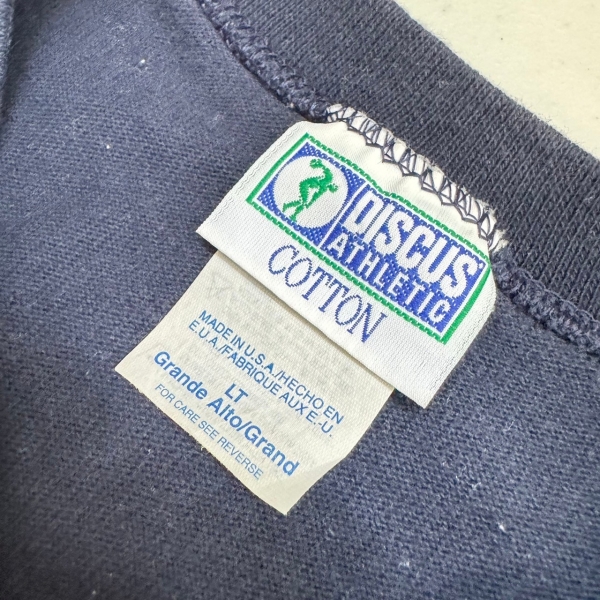 DISCUS
ATHLETIC
COTTON
MADE IN U.S.A./HECHO EN
E.U.A./FABRIQUE AUX E.-U.
LT
Grande Alto/Grand
FOR CARE SEE REVERSE